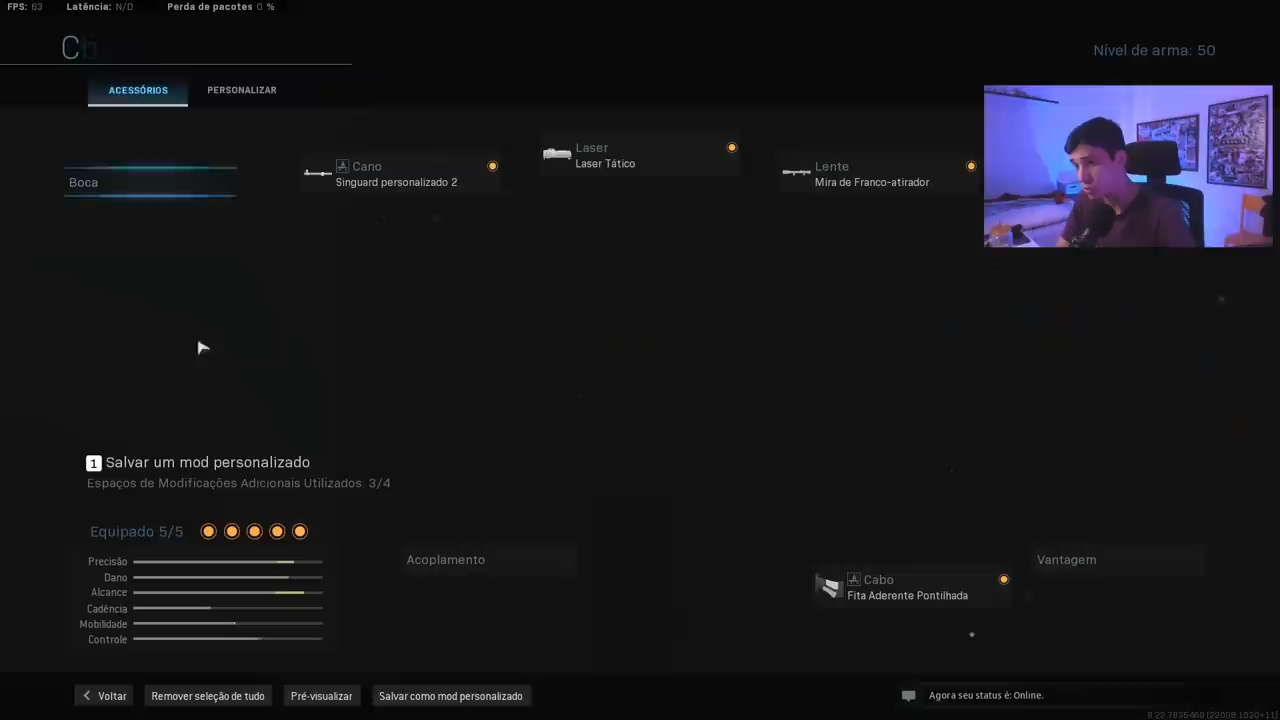 FPS: 63 Latência: N/D Perda de pacotes 0 %
Nível de arma: 50
ACESSÓRIOS PERSONALIZAR
Boca
Cano
Singuard personalizado 2
Laser
Laser Tático
Lente
Mira de Franco-atirador
1 Salvar um mod personalizado
Espaços de Modificações Adicionais Utilizados: 3/4
Equipado 5/5
Precisão
Dano
Alcance
Cadência
Mobilidade
Controle
Acoplamento
Cabo
Fita Aderente Pontilhada
Vantagem
Voltar
Remover seleção de tudo
Pré-visualizar
Salvar como mod personalizado
Agora seu status é: Online.